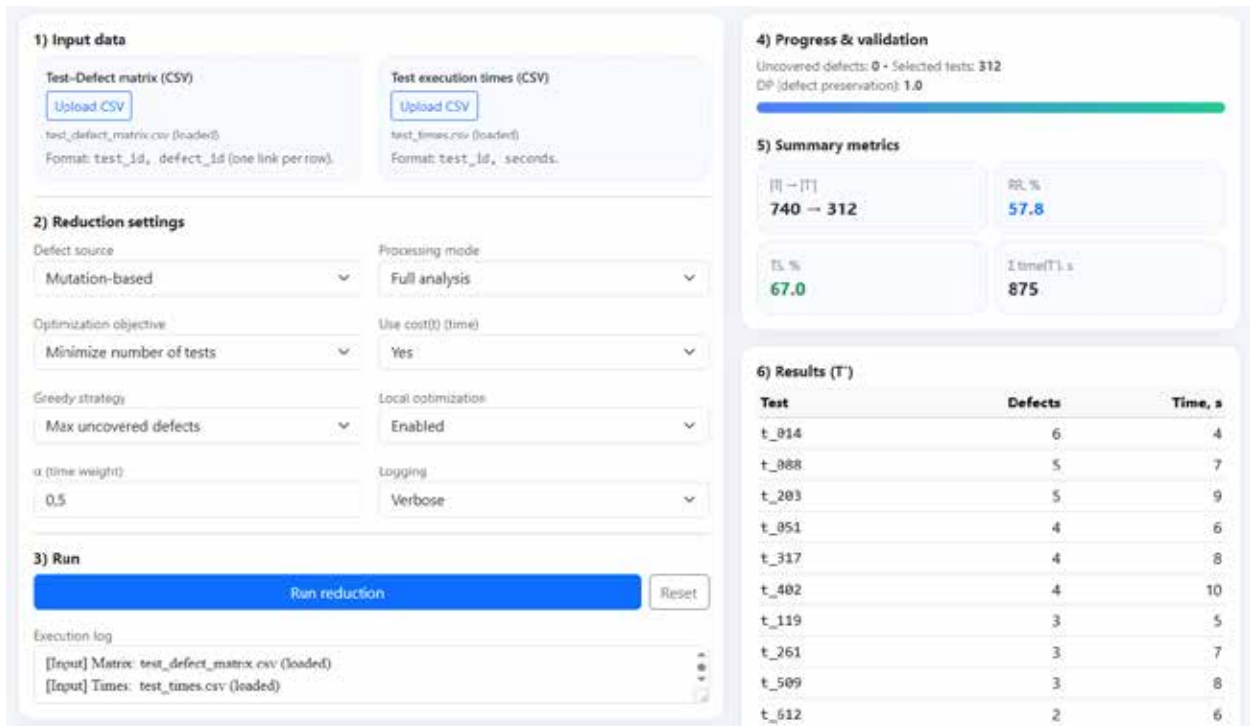 1) Input data
Test–Defect matrix (CSV)
Upload CSV
test_defect_matrix.csv (loaded)
Format: test_id, defect_id (one link per row).
Test execution times (CSV)
Upload CSV
test_times.csv (loaded)
Format: test_id, seconds.
2) Reduction settings
Defect source
Mutation-based
Processing mode
Full analysis
Optimization objective
Minimize number of tests
Use cost(t) (time)
Yes
Greedy strategy
Max uncovered defects
Local optimization
Enabled
α (time weight)
0,5
Logging
Verbose
3) Run
Run reduction
Reset
Execution log
[Input] Matrix: test_defect_matrix.csv (loaded)
[Input] Times: test_times.csv (loaded)
4) Progress & validation
Uncovered defects: 0 • Selected tests: 312
DP (defect preservation): 1.0
5) Summary metrics
|T| → |T'|
740 → 312
RR, %
57.8
TS, %
67.0
Σ time(T'), s
875
6) Results (T')
Test Defects Time, s
t_014 6 4
t_088 5 7
t_203 5 9
t_051 4 6
t_317 4 8
t_402 4 10
t_119 3 5
t_261 3 7
t_509 3 8
t_612 2 6